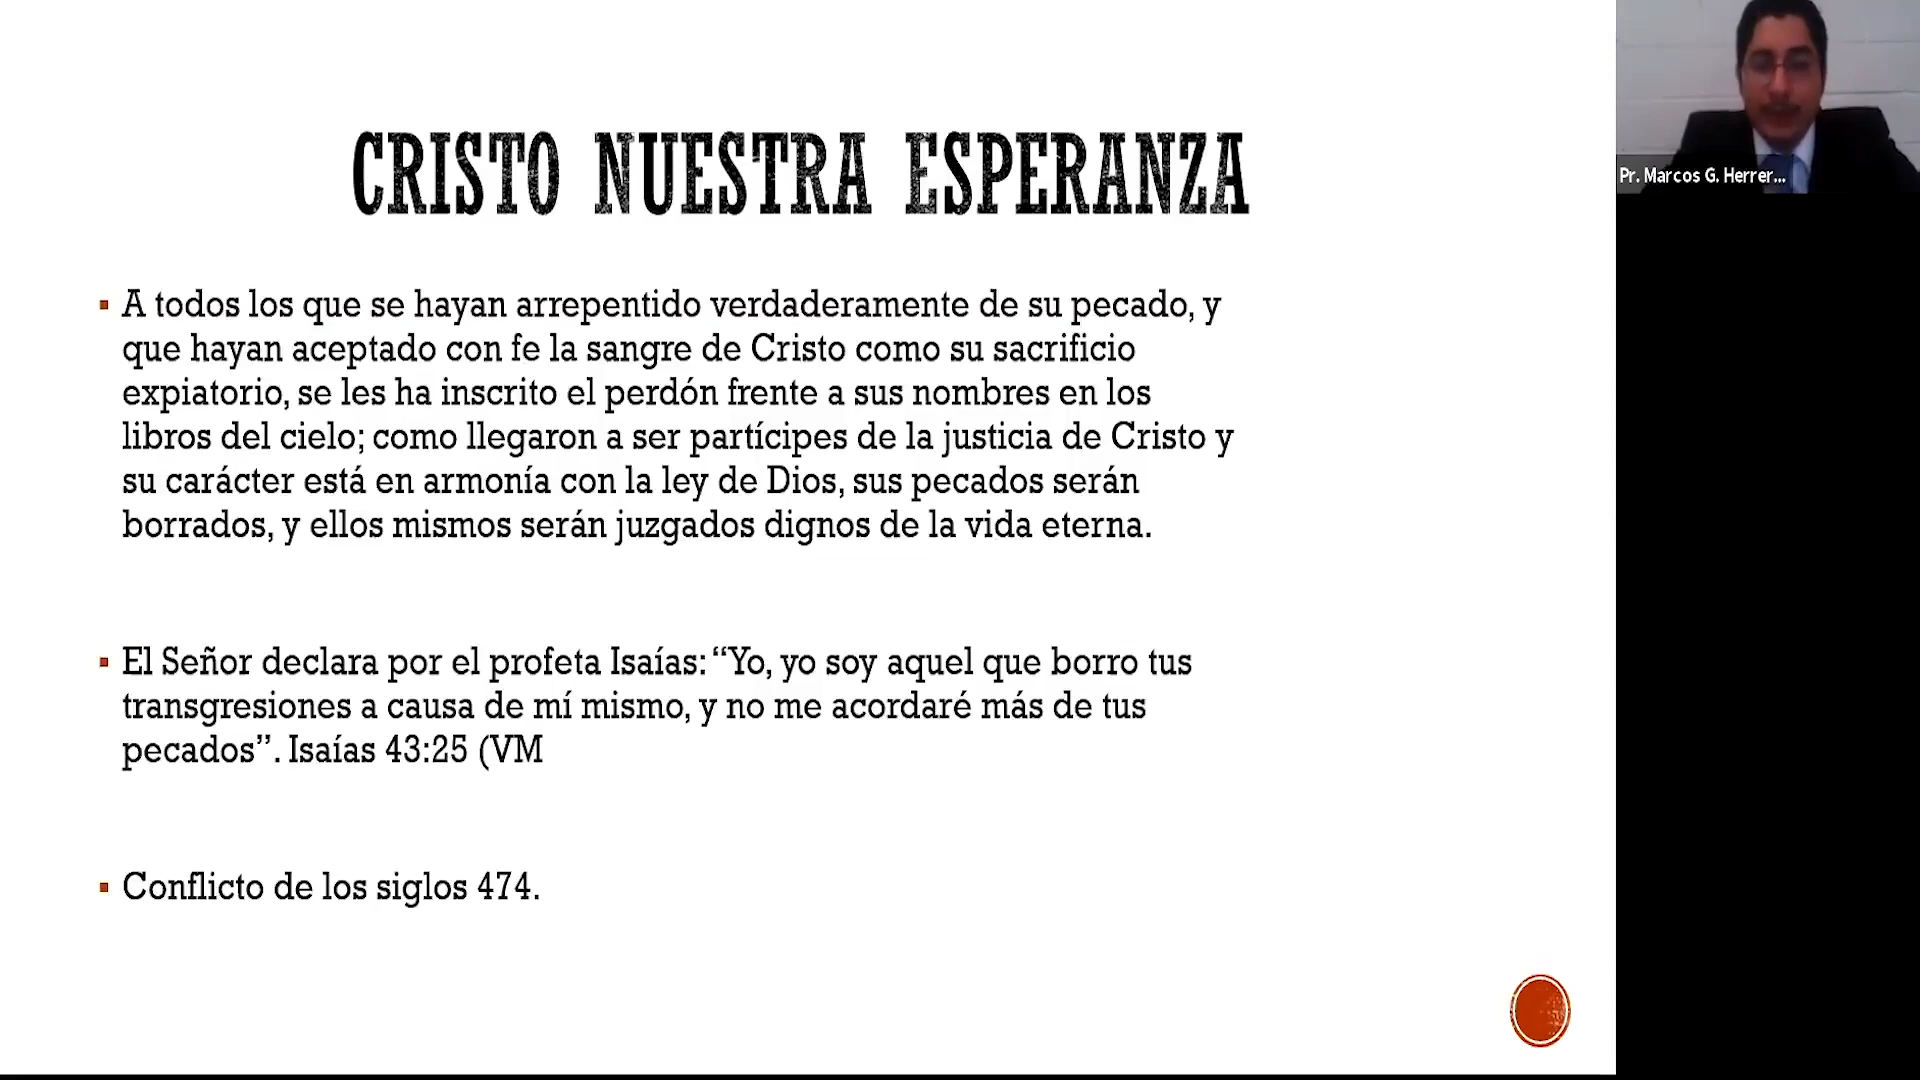 CRISTO NUESTRA ESPERANZA
A todos los que se hayan arrepentido verdaderamente de su pecado, y
que hayan aceptado con fe la sangre de Cristo como su sacrificio
expiatorio, se les ha inscrito el perdón frente a sus nombres en los
libros del cielo; como llegaron a ser partícipes de la justicia de Cristo y
su carácter está en armonía con la ley de Dios, sus pecados serán
borrados, y ellos mismos serán juzgados dignos de la vida eterna.
El Señor declara por el profeta Isaías: “Yo, yo soy aquel que borro tus
transgresiones a causa de mí mismo, y no me acordaré más de tus
pecados”. Isaías 43:25 (VM
Conflicto de los siglos 474.
Pr. Marcos G. Herrer...